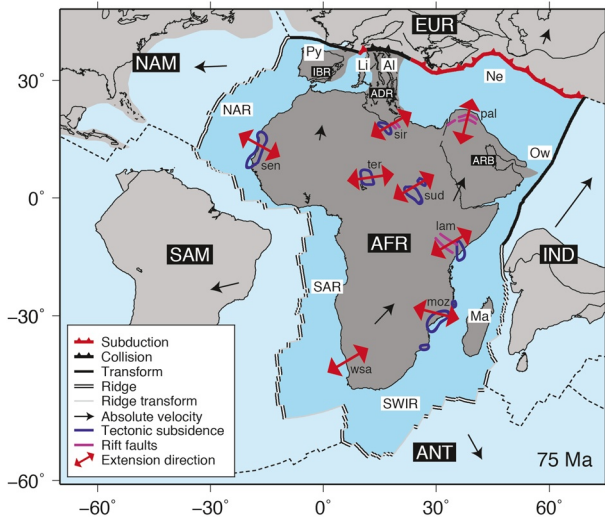 EUR
NAM
Py
Li
Al
IBR
Ne
30°
ADR
NAR
sir
pal
sen
ter
ARB
Ow
0°
sud
lam
SAM
AFR
IND
SAR
moz
Ma
−30°
wsa
SWIR
Subduction
Collision
Transform
Ridge
Ridge transform
Absolute velocity
Tectonic subsidence
Rift faults
Extension direction
ANT
75 Ma
−60°
−60°
−30°
0°
30°
60°